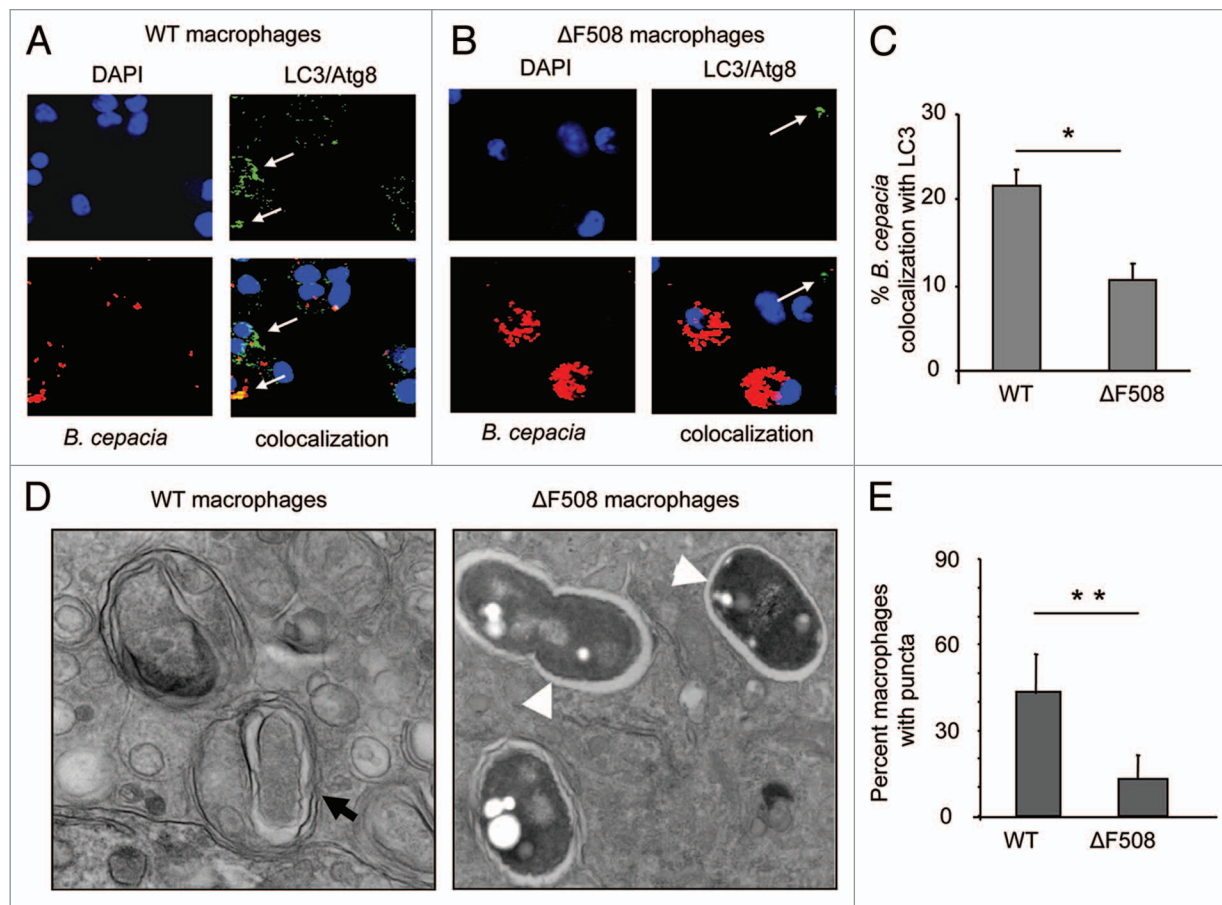 A
WT macrophages
DAPI
LC3/Atg8
B. cepacia
colocalization
B
ΔF508 macrophages
DAPI
LC3/Atg8
B. cepacia
colocalization
C
% B. cepacia
colocalization with LC3
30
20
10
0
*
WT
ΔF508
D
WT macrophages
ΔF508 macrophages
E
Percent macrophages
with puncta
90
60
30
0
* *
WT
ΔF508